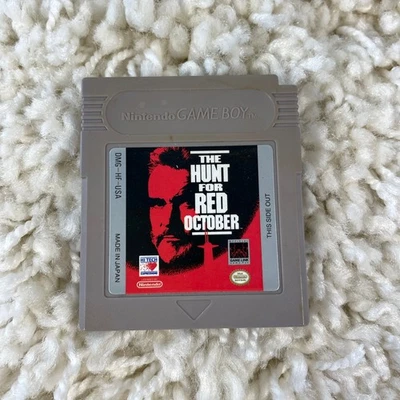 Nintendo GAME BOY
DMG-HF-USA
MADE IN JAPAN
THE
HUNT
FOR
RED
OCTOBER
THIS SIDE OUT
HI TECH
Nintendo